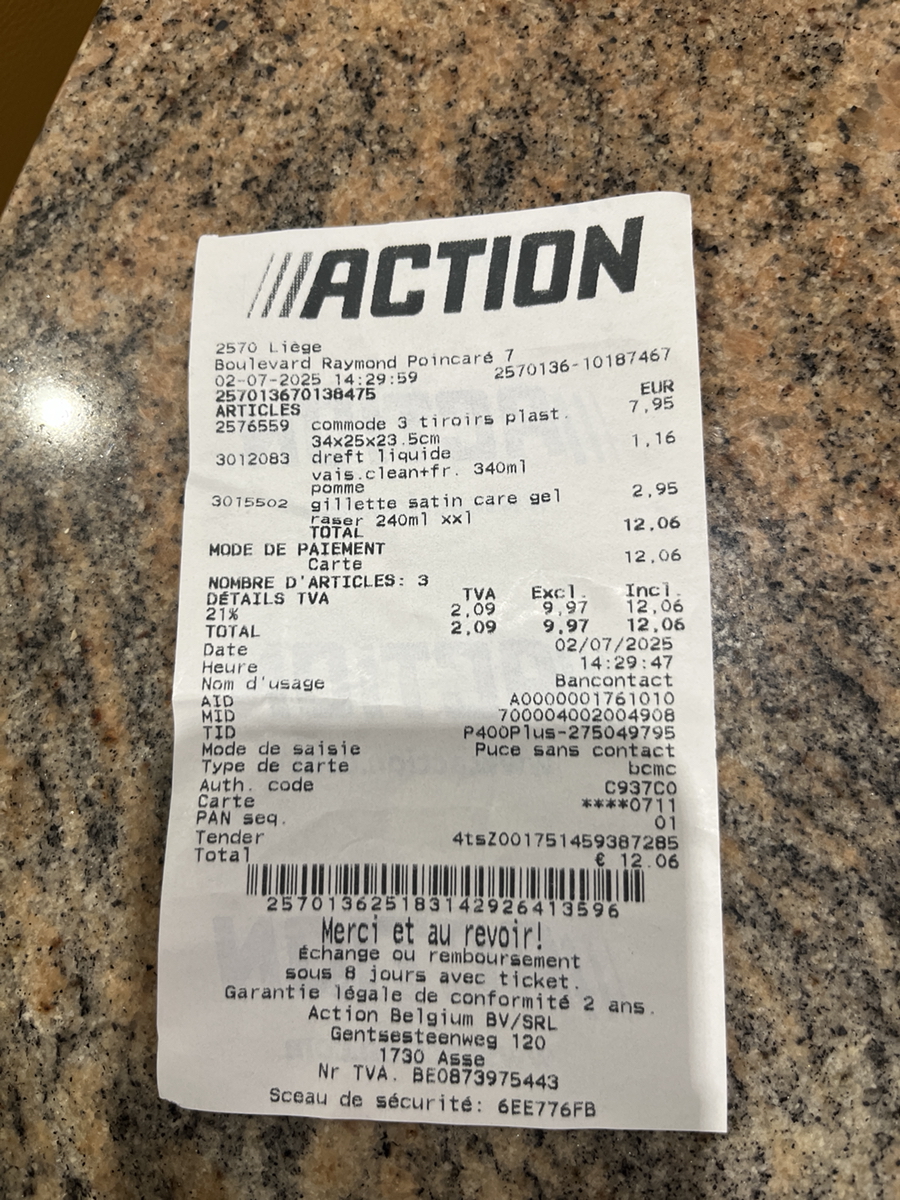 ACTION
2570 Liège
Boulevard Raymond Poincaré 7
02-07-2025 14:29:59 2570136-10187467
257013670138475 EUR
ARTICLES 7,95
2576559 commode 3 tiroirs plast.
34x25x23.5cm 1,16
3012083 dreft liquide
vais.clean+fr. 340ml
pomme 2,95
3015502 gillette satin care gel
raser 240ml xxl
TOTAL 12,06
MODE DE PAIEMENT
Carte 12,06
NOMBRE D'ARTICLES: 3
DÉTAILS TVA TVA Excl. Incl.
21% 2,09 9,97 12,06
TOTAL 2,09 9,97 12,06
Date 02/07/2025
Heure 14:29:47
Nom d'usage Bancontact
AID A0000001761010
MID 700004002004908
TID P400Plus-275049795
Mode de saisie Puce sans contact
Type de carte bcmc
Auth. code C937C0
Carte ****0711
PAN seq. 01
Tender 4tsZ001751459387285
Total € 12.06
257013625183142926413596
Merci et au revoir!
Échange ou remboursement
sous 8 jours avec ticket.
Garantie légale de conformité 2 ans.
Action Belgium BV/SRL
Gentsesteenweg 120
1730 Asse
Nr TVA. BE0873975443
Sceau de sécurité: 6EE776FB